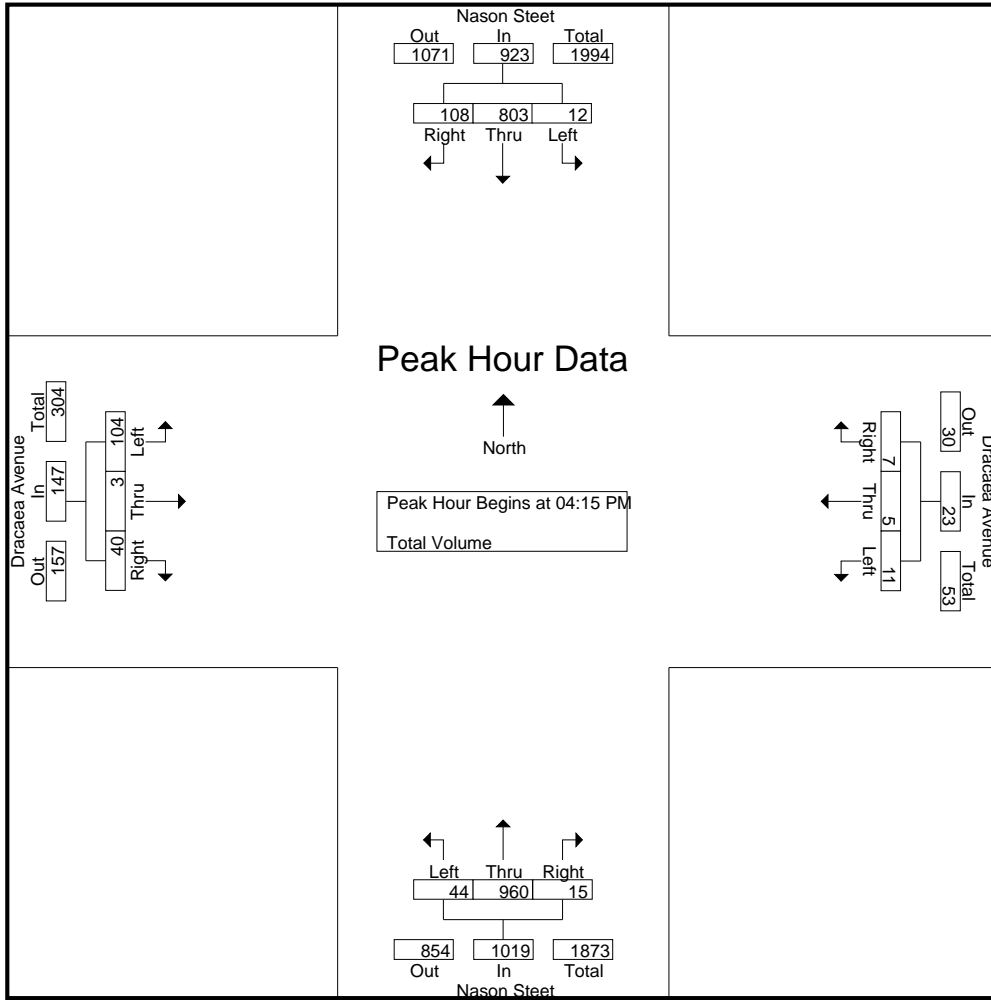 Nason Steet
Out In Total
1071 923 1994
108 803 12
Right Thru Left
Peak Hour Data
North
Peak Hour Begins at 04:15 PM
Total Volume
Dracaea Avenue
Out In Total
157 147 304
Left Thru Right
104 3 40
Dracaea Avenue
Out In Total
30 23 53
Right Thru Left
7 5 11
Left Thru Right
44 960 15
854 1019 1873
Out In Total
Nason Steet